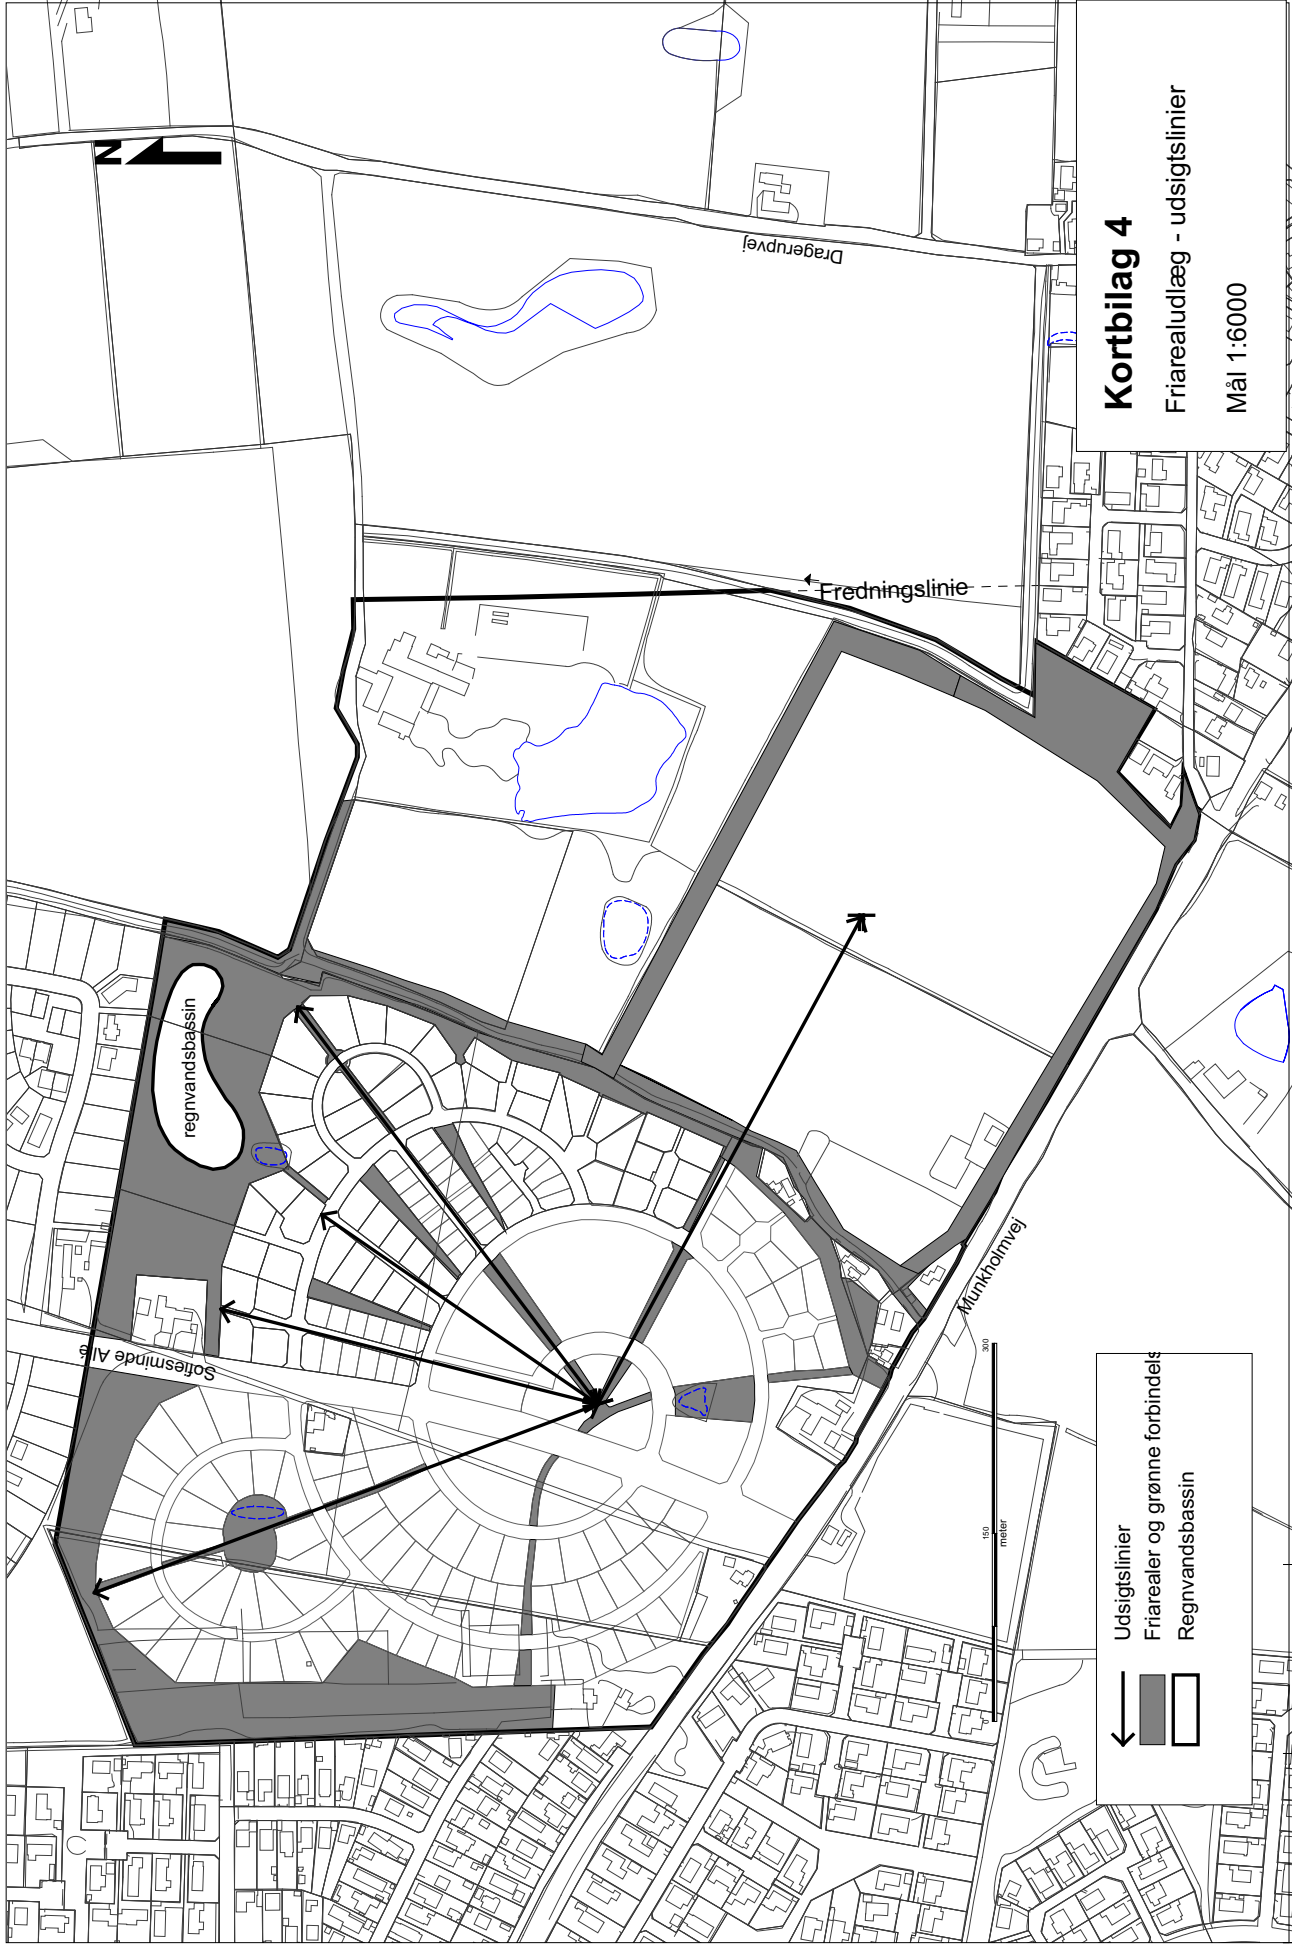 Kortbilag 4
Friarealudlæg - udsigtslinier
Mål 1:6000
N
Dragerupvej
Fredningslinie
regnvandsbassin
Sofiesminde Allé
Munkholmvej
150
300
meter
Udsigtslinier
Friarealer og grønne forbindels
Regnvandsbassin